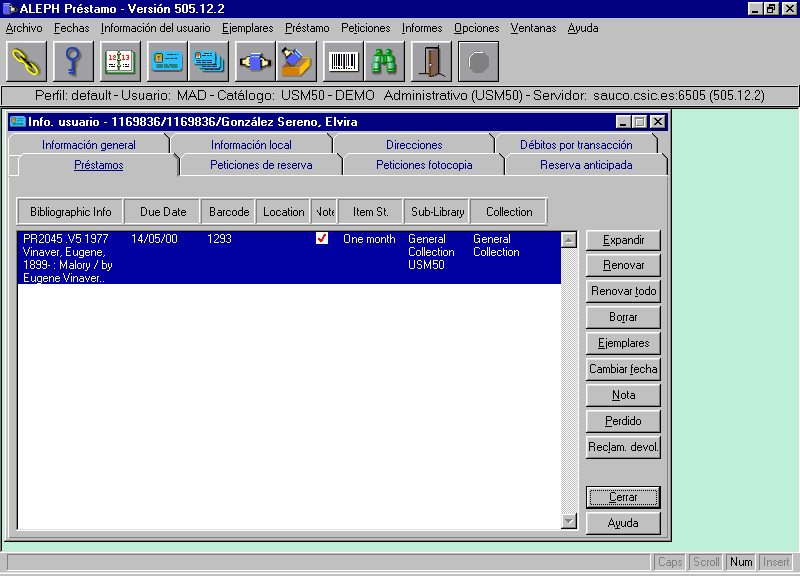 ALEPH Préstamo - Versión 505.12.2
Archivo Fechas Información del usuario Ejemplares Préstamo Peticiones Informes Opciones Ventanas Ayuda
Perfil: default - Usuario: MAD - Catálogo: USM50 - DEMO Administrativo (USM50) - Servidor: sauco.csic.es:6505 (505.12.2)
Info. usuario - 1169836/1169836/González Sereno, Elvira
Información general Información local Direcciones Débitos por transacción
Préstamos Peticiones de reserva Peticiones fotocopia Reserva anticipada
Bibliographic Info Due Date Barcode Location Note Item St. Sub-Library Collection
PR2045 .V5 1977 14/05/00 1293 One month General General
Vinaver, Eugene, Collection Collection
1899- : Malory / by USM50
Eugene Vinaver..
Expandir
Renovar
Renovar todo
Borrar
Ejemplares
Cambiar fecha
Nota
Perdido
Reclam. devol.
Cerrar
Ayuda
Caps Scroll Num Insert